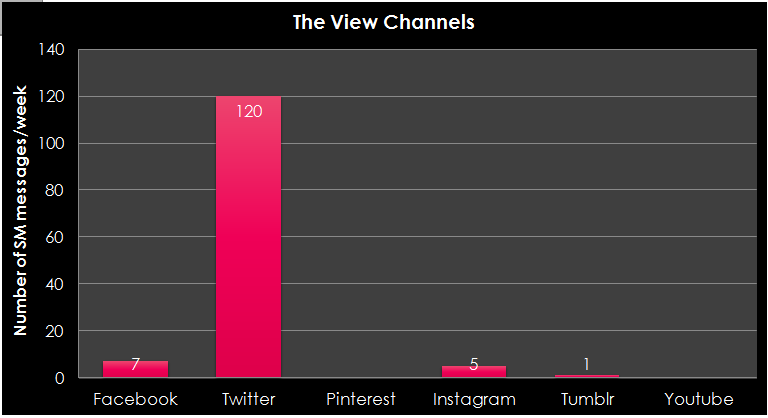 The View Channels
Number of SM messages/week
140
120
100
80
60
40
20
0
7
120
5
1
Facebook
Twitter
Pinterest
Instagram
Tumblr
Youtube